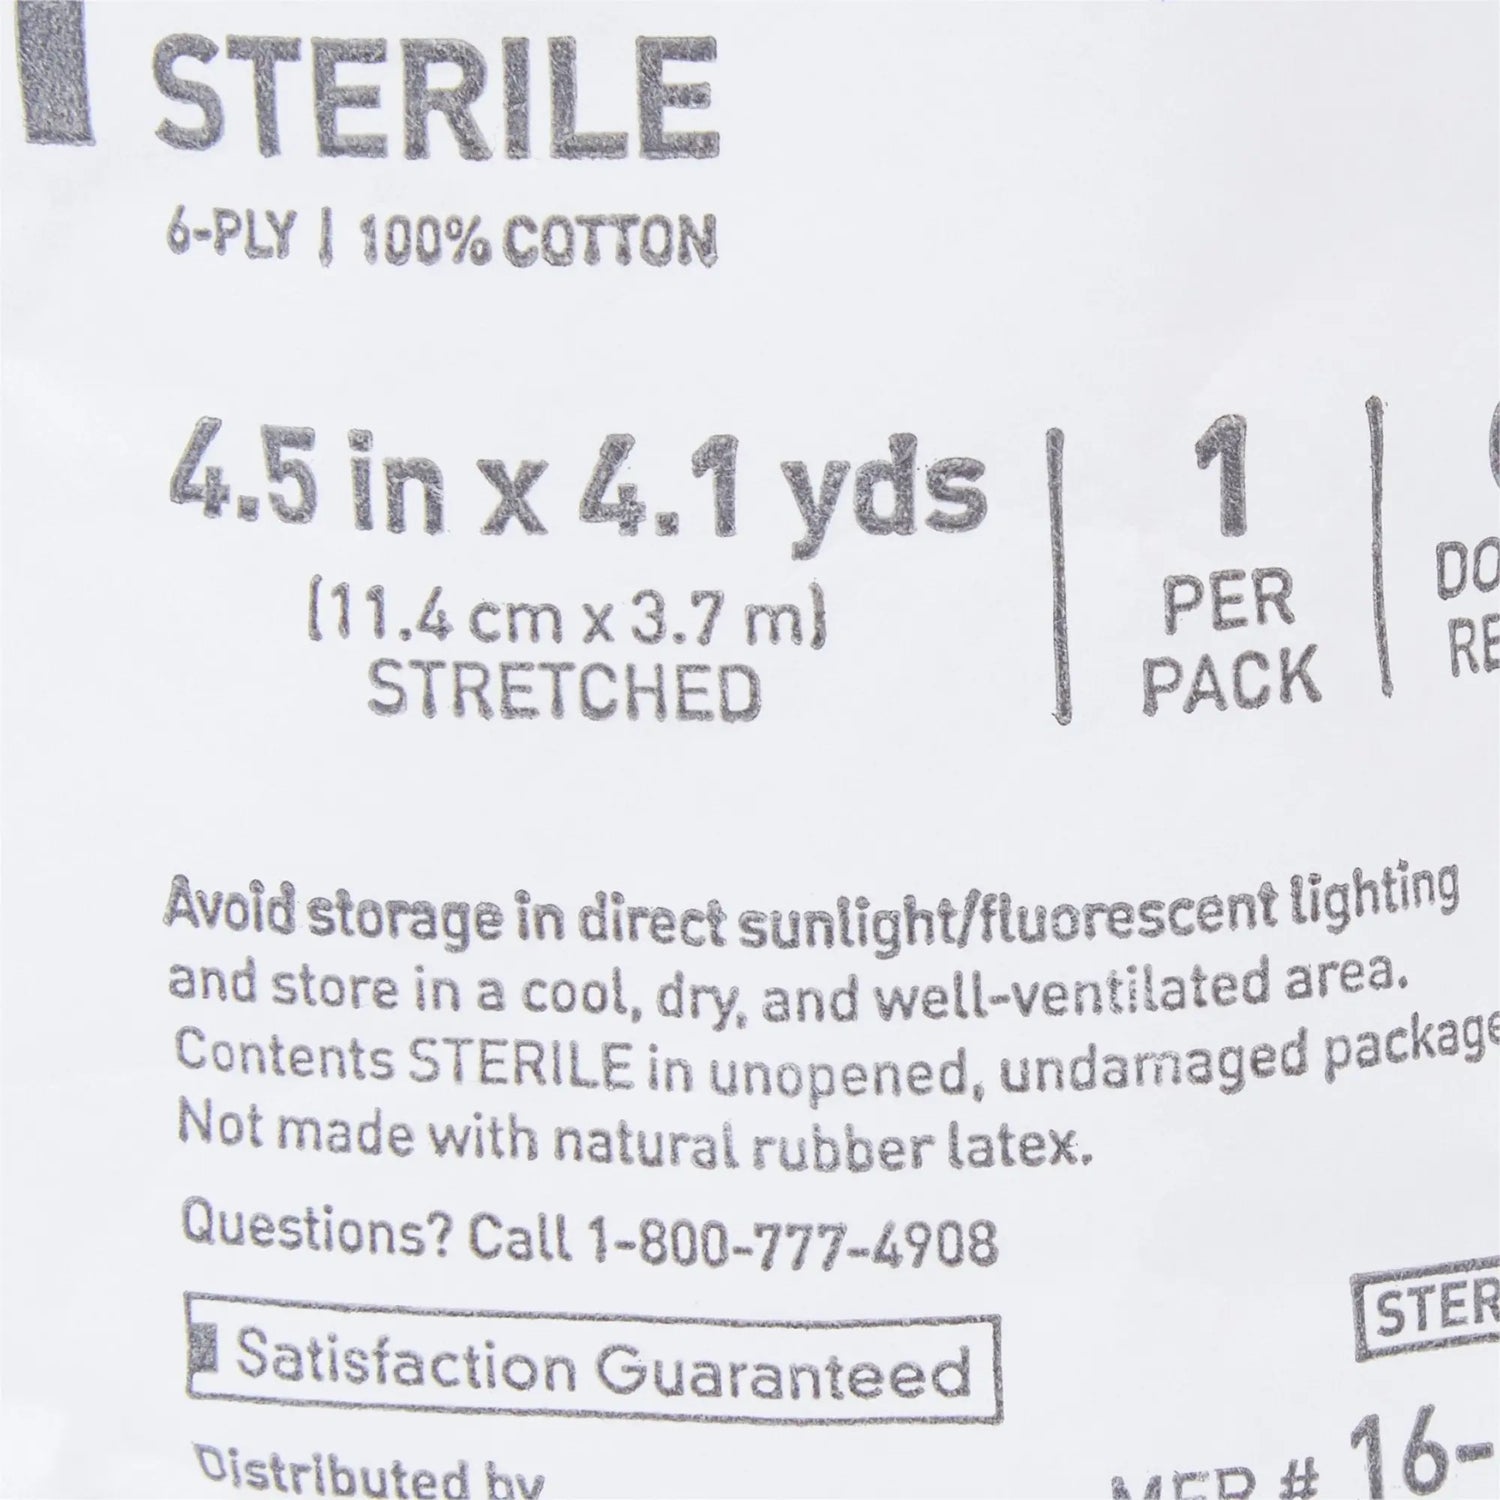 STERILE
6-PLY | 100% COTTON
4.5 in x 4.1 yds
(11.4 cm x 3.7 m)
STRETCHED
1
PER
PACK
DO
RE
Avoid storage in direct sunlight/fluorescent lighting
and store in a cool, dry, and well-ventilated area.
Contents STERILE in unopened, undamaged package
Not made with natural rubber latex.
Questions? Call 1-800-777-4908
Satisfaction Guaranteed
STER
Distributed by
MFR # 16-